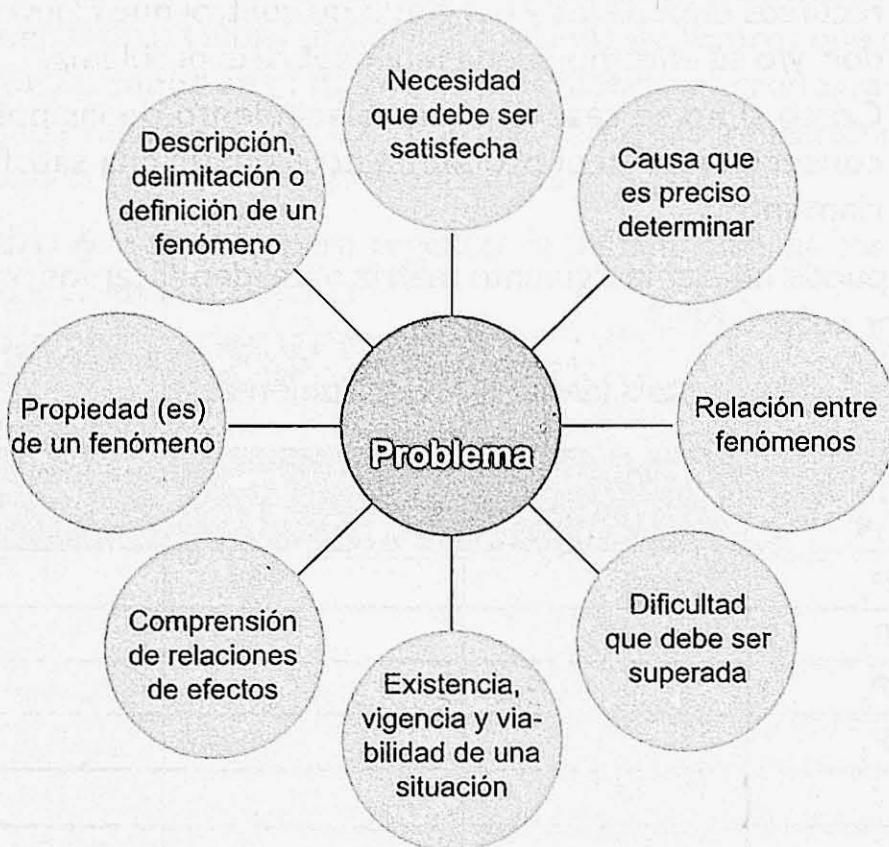 Necesidad
que debe ser
satisfecha
Causa que
es preciso
determinar
Relación entre
fenómenos
Dificultad
que debe ser
superada
Existencia,
vigencia y via-
bilidad de una
situación
Comprensión
de relaciones
de efectos
Propiedad (es)
de un fenómeno
Descripción,
delimitación o
definición de un
fenómeno
Problema